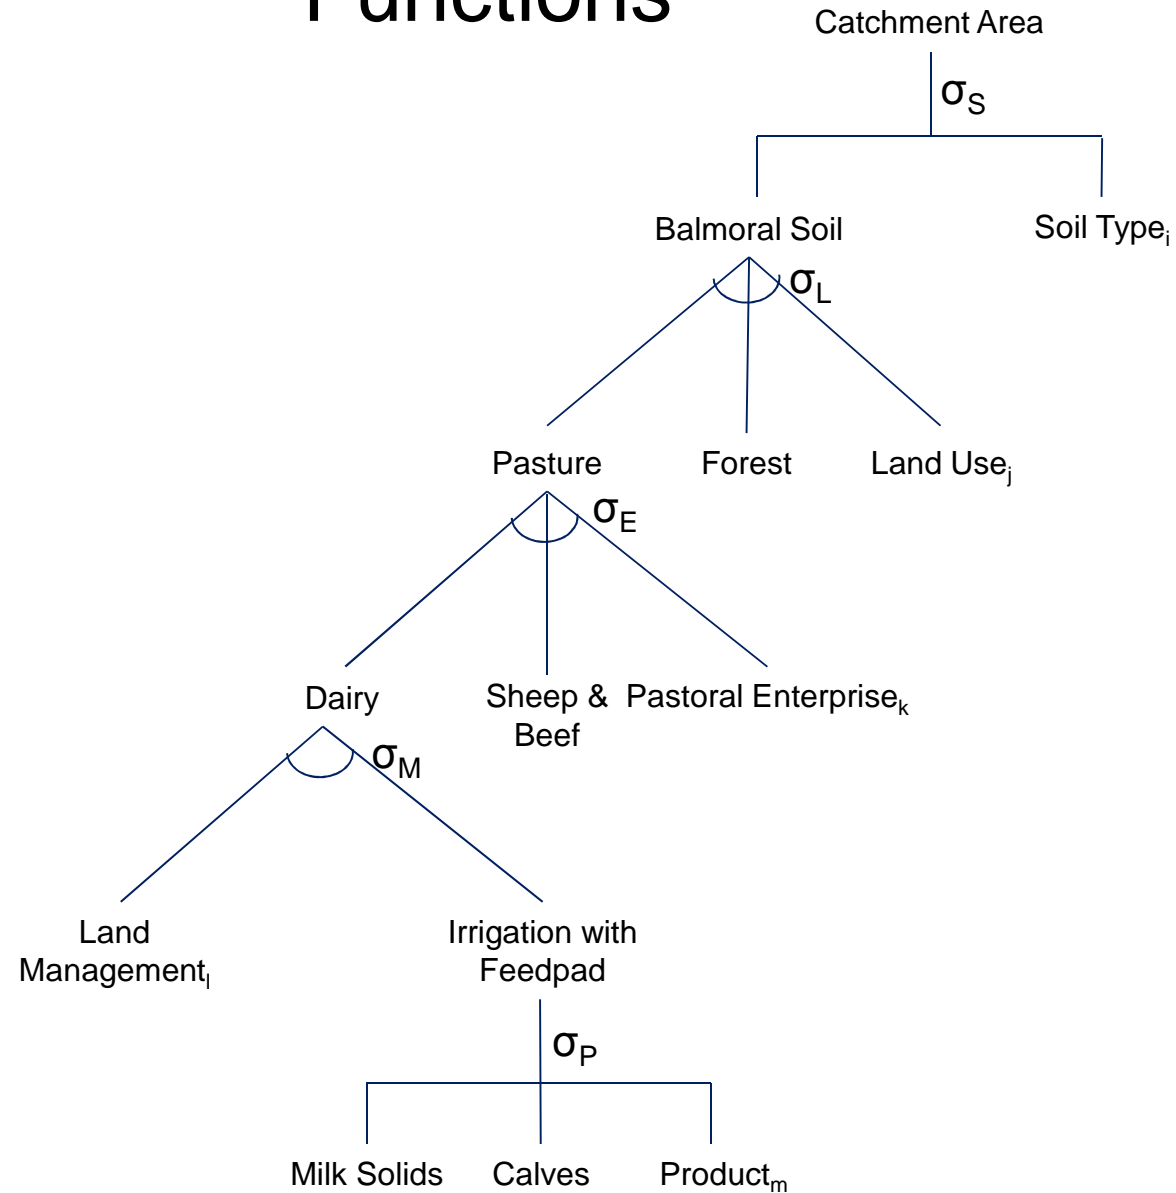 Functions
Catchment Area
σS
Balmoral Soil
Soil Typei
σL
Pasture
Forest
Land Usej
σE
Dairy
Sheep &
Beef
Pastoral Enterprisek
σM
Land
Managementl
Irrigation with
Feedpad
σP
Milk Solids
Calves
Productm